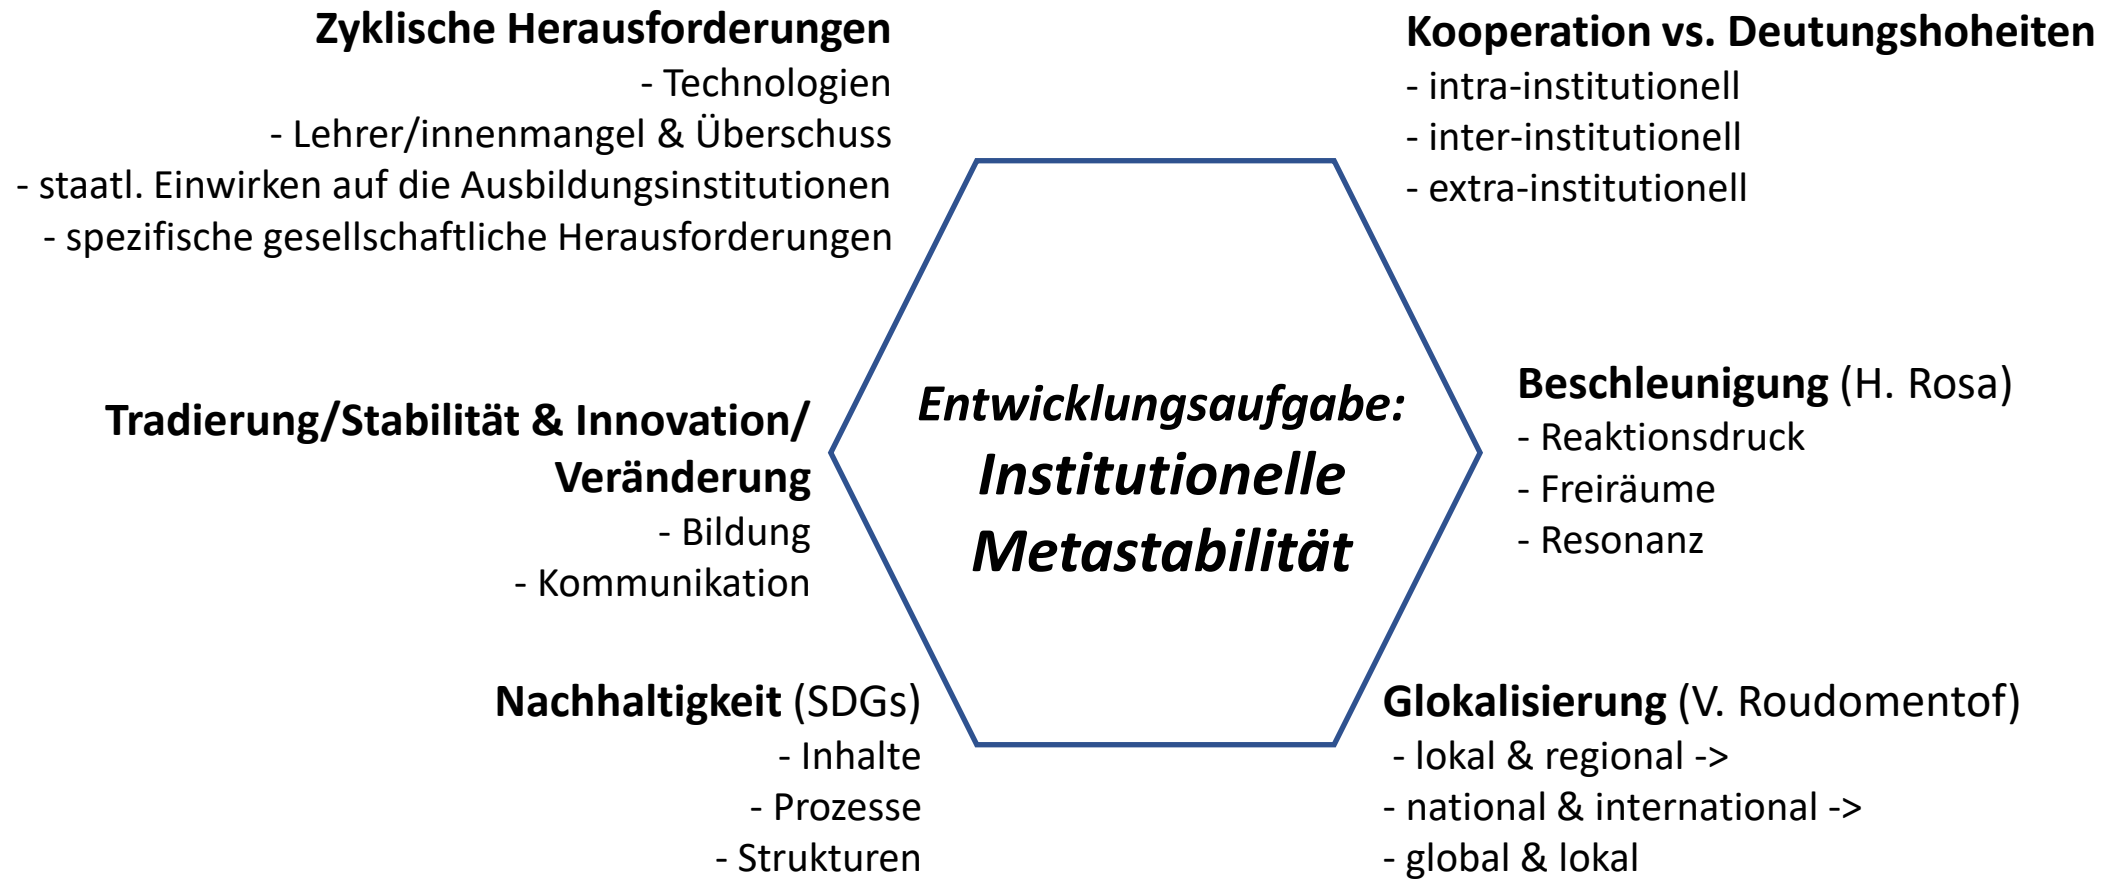 Zyklische Herausforderungen
- Technologien
- Lehrer/innenmangel & Überschuss
- staatl. Einwirken auf die Ausbildungsinstitutionen
- spezifische gesellschaftliche Herausforderungen
Kooperation vs. Deutungshoheiten
- intra-institutionell
- inter-institutionell
- extra-institutionell
Tradierung/Stabilität & Innovation/
Veränderung
- Bildung
- Kommunikation
Entwicklungsaufgabe:
Institutionelle
Metastabilität
Beschleunigung (H. Rosa)
- Reaktionsdruck
- Freiräume
- Resonanz
Nachhaltigkeit (SDGs)
- Inhalte
- Prozesse
- Strukturen
Glokalisierung (V. Roudomentof)
- lokal & regional ->
- national & international ->
- global & lokal